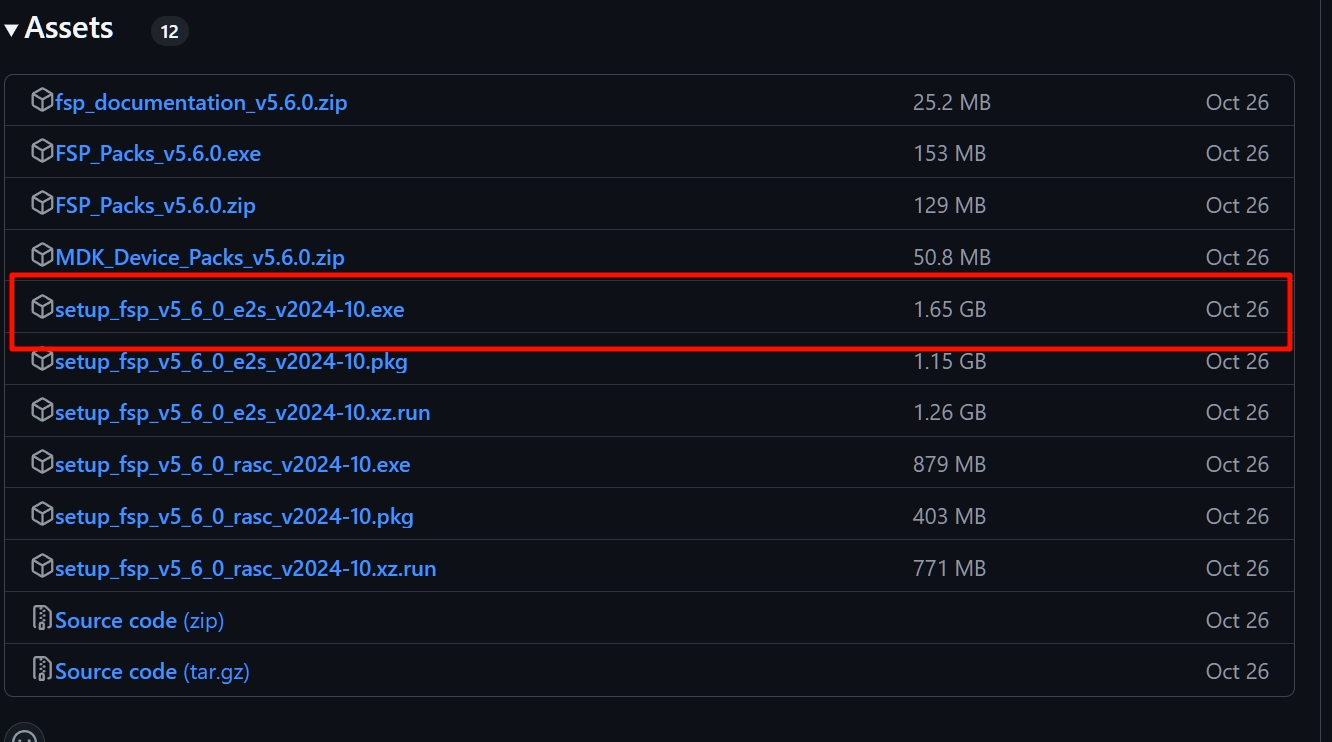 Assets 12
fsp_documentation_v5.6.0.zip 25.2 MB Oct 26
FSP_Packs_v5.6.0.exe 153 MB Oct 26
FSP_Packs_v5.6.0.zip 129 MB Oct 26
MDK_Device_Packs_v5.6.0.zip 50.8 MB Oct 26
setup_fsp_v5_6_0_e2s_v2024-10.exe 1.65 GB Oct 26
setup_fsp_v5_6_0_e2s_v2024-10.pkg 1.15 GB Oct 26
setup_fsp_v5_6_0_e2s_v2024-10.xz.run 1.26 GB Oct 26
setup_fsp_v5_6_0_rasc_v2024-10.exe 879 MB Oct 26
setup_fsp_v5_6_0_rasc_v2024-10.pkg 403 MB Oct 26
setup_fsp_v5_6_0_rasc_v2024-10.xz.run 771 MB Oct 26
Source code (zip) Oct 26
Source code (tar.gz) Oct 26